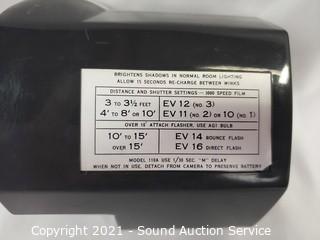 BRIGHTENS SHADOWS IN NORMAL ROOM LIGHTING
ALLOW 15 SECONDS RE-CHARGE BETWEEN WINKS
DISTANCE AND SHUTTER SETTINGS — 3000 SPEED FILM
3 TO 3½ FEET EV 12 (NO. 3)
4' TO 8' OR 10' EV 11 (NO. 2) OR 10 (NO. 1)
OVER 10' ATTACH FLASHER, USE AG1 BULB
10' TO 15' EV 14 BOUNCE FLASH
OVER 15' EV 16 DIRECT FLASH
MODEL 110A USE 1/30 SEC. "M" DELAY
WHEN NOT IN USE, DETACH FROM CAMERA TO PRESERVE BATTERY
Copyright 2021 - Sound Auction Service